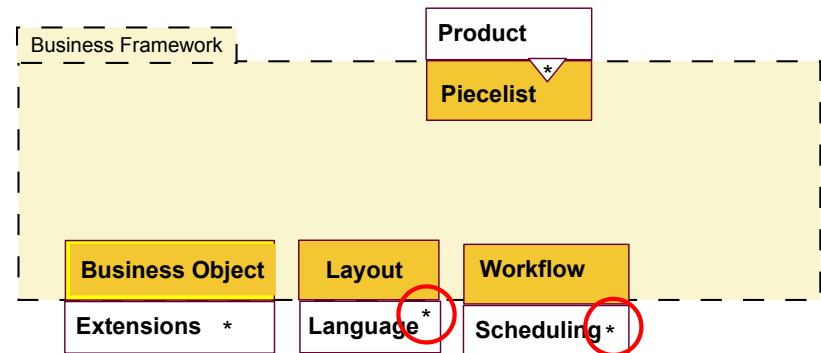 Product
Business Framework
*
Piecelist
Business Object
Layout
Workflow
Extensions *
Language *
Scheduling *